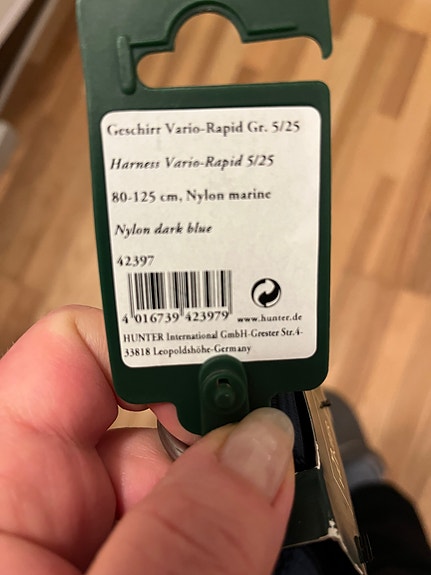 Geschirr Vario-Rapid Gr. 5/25
Harness Vario-Rapid 5/25
80-125 cm, Nylon marine
Nylon dark blue
42397
4 016739 423979
www.hunter.de
HUNTER International GmbH-Grester Str.4-
33818 Leopoldshöhe-Germany